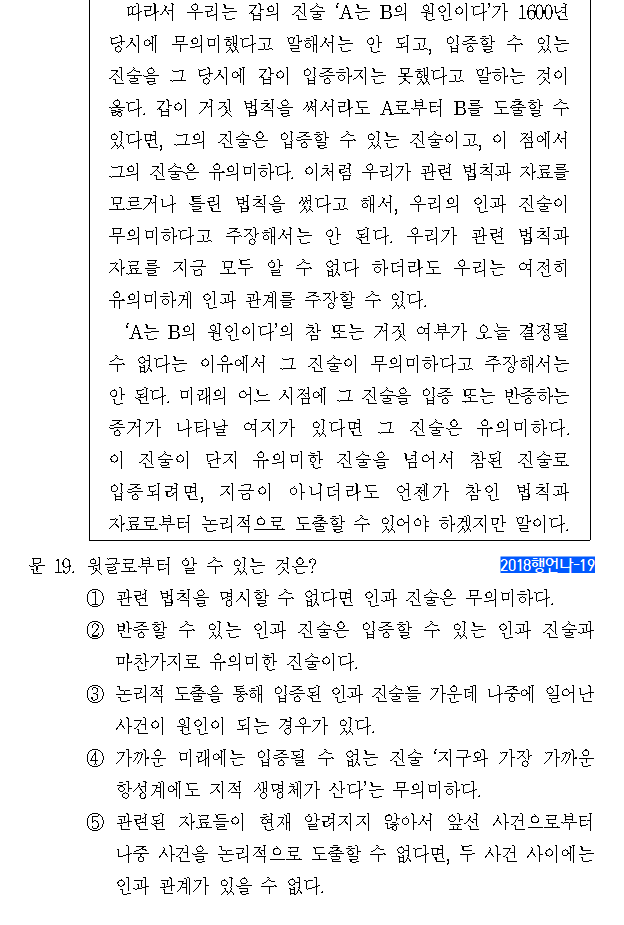 따라서 우리는 갑의 진술 ‘A는 B의 원인이다’가 1600년
당시에 무의미했다고 말해서는 안 되고, 입증할 수 있는
진술을 그 당시에 갑이 입증하지는 못했다고 말하는 것이
옳다. 갑이 거짓 법칙을 써서라도 A로부터 B를 도출할 수
있다면, 그의 진술은 입증할 수 있는 진술이고, 이 점에서
그의 진술은 유의미하다. 이처럼 우리가 관련 법칙과 자료를
모르거나 틀린 법칙을 썼다고 해서, 우리의 인과 진술이
무의미하다고 주장해서는 안 된다. 우리가 관련 법칙과
자료를 지금 모두 알 수 없다 하더라도 우리는 여전히
유의미하게 인과 관계를 주장할 수 있다.
‘A는 B의 원인이다’의 참 또는 거짓 여부가 오늘 결정될
수 없다는 이유에서 그 진술이 무의미하다고 주장해서는
안 된다. 미래의 어느 시점에 그 진술을 입증 또는 반증하는
증거가 나타날 여지가 있다면 그 진술은 유의미하다.
이 진술이 단지 유의미한 진술을 넘어서 참된 진술로
입증되려면, 지금이 아니더라도 언젠가 참인 법칙과
자료로부터 논리적으로 도출할 수 있어야 하겠지만 말이다.
문 19. 윗글로부터 알 수 있는 것은? 2018행언나-19
① 관련 법칙을 명시할 수 없다면 인과 진술은 무의미하다.
② 반증할 수 있는 인과 진술은 입증할 수 있는 인과 진술과
마찬가지로 유의미한 진술이다.
③ 논리적 도출을 통해 입증된 인과 진술들 가운데 나중에 일어난
사건이 원인이 되는 경우가 있다.
④ 가까운 미래에는 입증될 수 없는 진술 ‘지구와 가장 가까운
항성계에도 지적 생명체가 산다’는 무의미하다.
⑤ 관련된 자료들이 현재 알려지지 않아서 앞선 사건으로부터
나중 사건을 논리적으로 도출할 수 없다면, 두 사건 사이에는
인과 관계가 있을 수 없다.